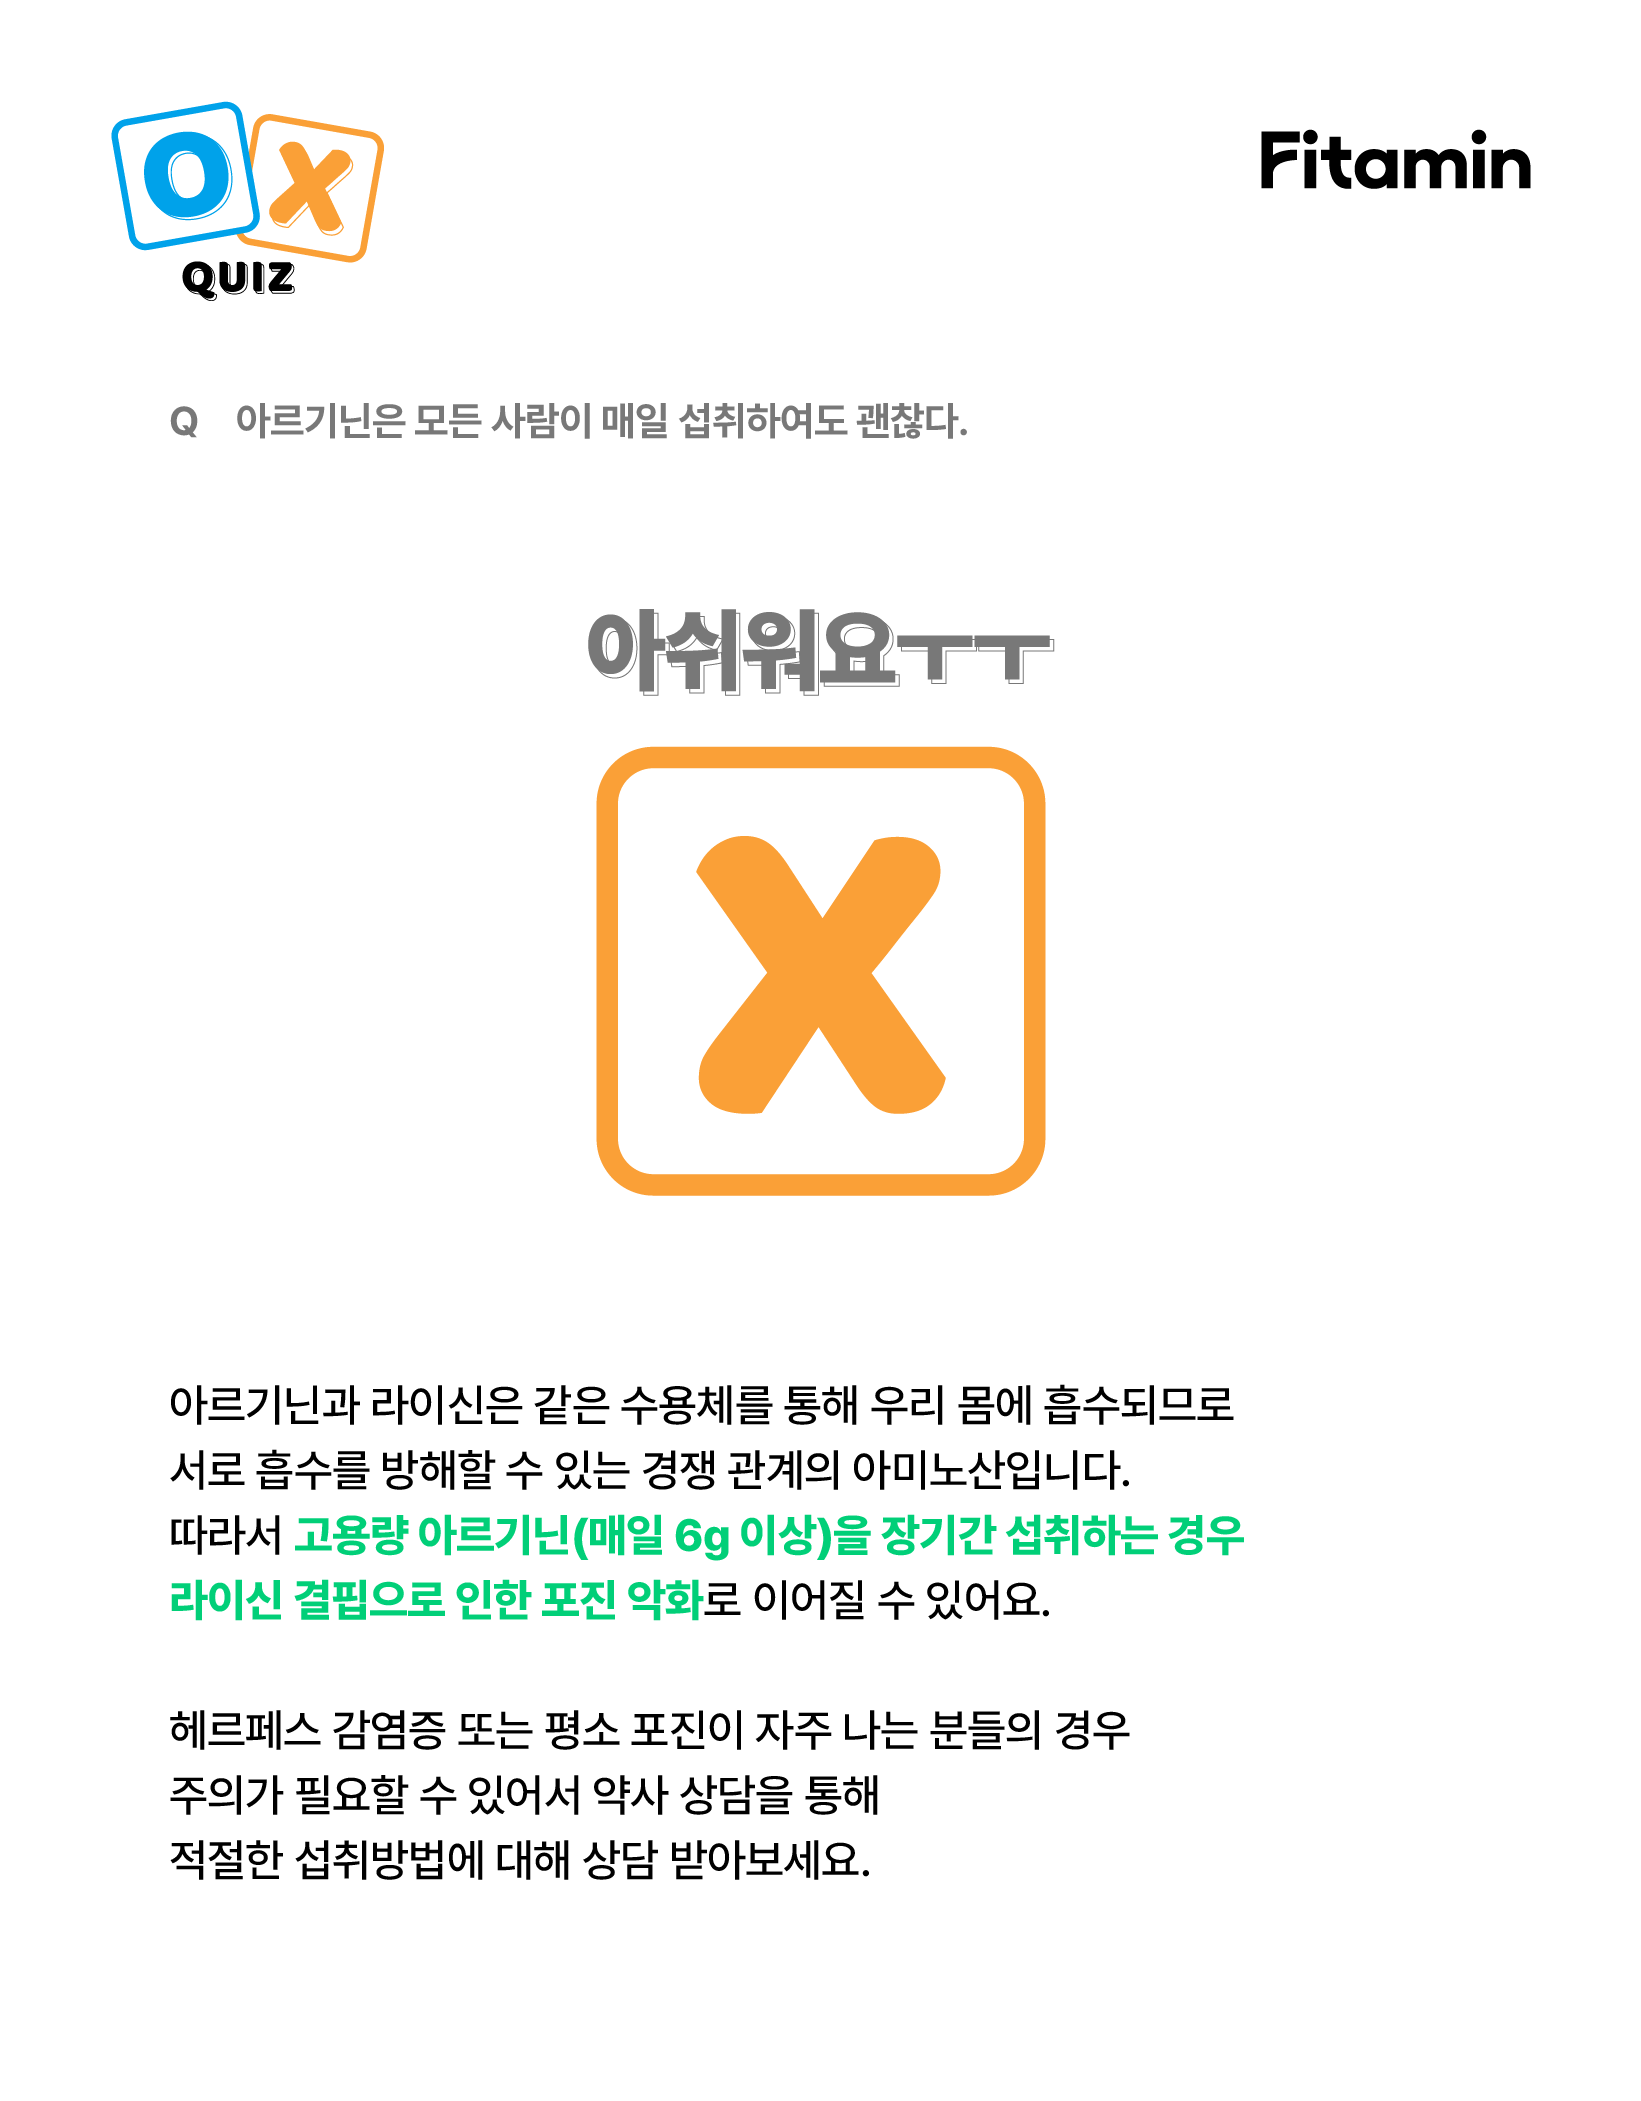 O X
QUIZ
Fitamin
Q 아르기닌은 모든 사람이 매일 섭취하여도 괜찮다.
아쉬워요ㅜㅜ
X
아르기닌과 라이신은 같은 수용체를 통해 우리 몸에 흡수되므로
서로 흡수를 방해할 수 있는 경쟁 관계의 아미노산입니다.
따라서 고용량 아르기닌(매일 6g 이상)을 장기간 섭취하는 경우
라이신 결핍으로 인한 포진 악화로 이어질 수 있어요.
헤르페스 감염증 또는 평소 포진이 자주 나는 분들의 경우
주의가 필요할 수 있어서 약사 상담을 통해
적절한 섭취방법에 대해 상담 받아보세요.